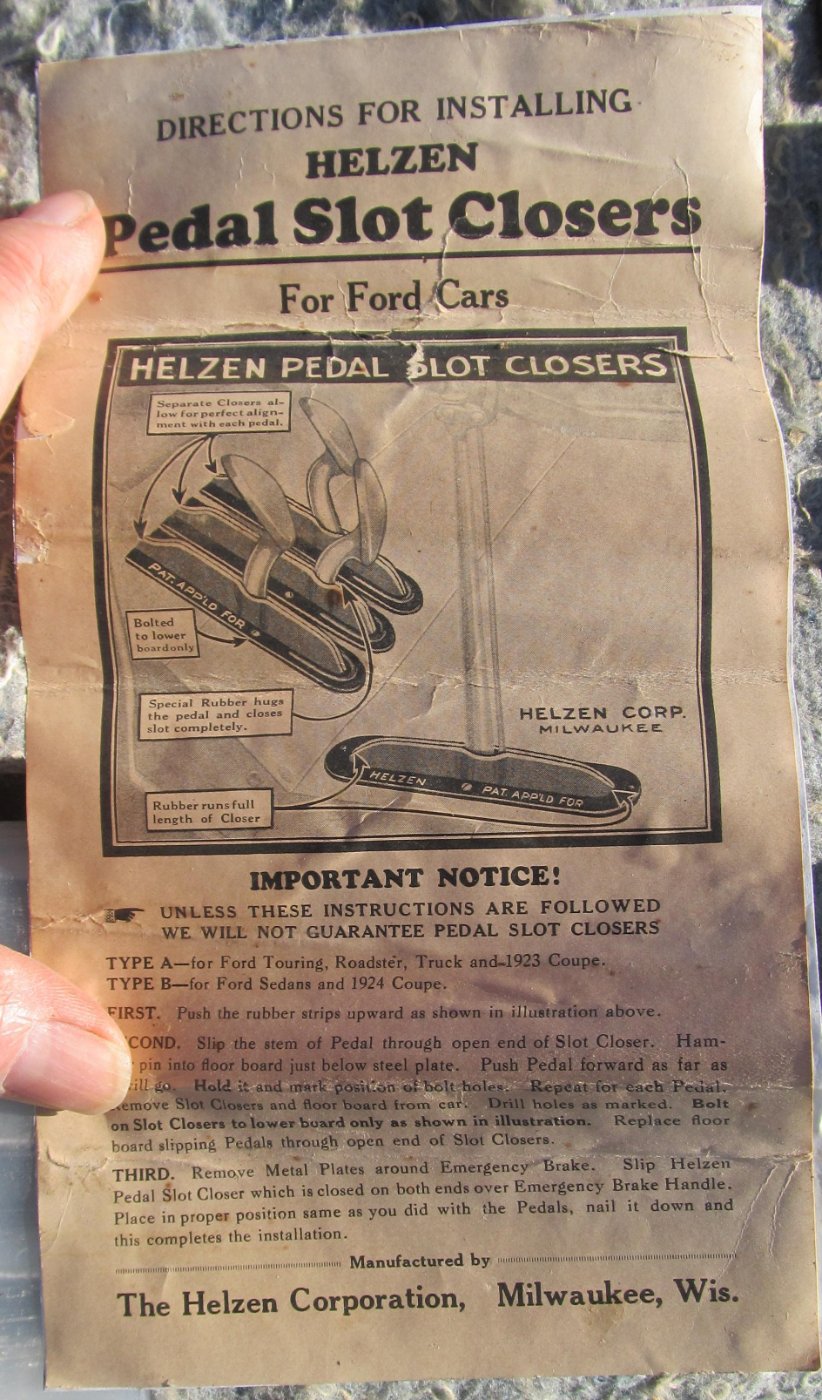 DIRECTIONS FOR INSTALLING
HELZEN
Pedal Slot Closers
For Ford Cars
HELZEN PEDAL SLOT CLOSERS
Separate Closers al-
low for perfect align-
ment with each pedal.
PAT. APP'LD FOR
Bolted
to lower
board only
Special Rubber hugs
the pedal and closes
slot completely.
HELZEN CORP.
MILWAUKEE
HELZEN PAT. APP'LD FOR
Rubber runs full
length of Closer
IMPORTANT NOTICE!
UNLESS THESE INSTRUCTIONS ARE FOLLOWED
WE WILL NOT GUARANTEE PEDAL SLOT CLOSERS
TYPE A—for Ford Touring, Roadster, Truck and 1923 Coupe.
TYPE B—for Ford Sedans and 1924 Coupe.
FIRST. Push the rubber strips upward as shown in illustration above.
COND. Slip the stem of Pedal through open end of Slot Closer. Ham-
pin into floor board just below steel plate. Push Pedal forward as far as
ill go. Hold it and mark position of bolt holes. Repeat for each Pedal.
emove Slot Closers and floor board from car. Drill holes as marked. Bolt
on Slot Closers to lower board only as shown in illustration. Replace floor
board slipping Pedals through open end of Slot Closers.
THIRD. Remove Metal Plates around Emergency Brake. Slip Helzen
Pedal Slot Closer which is closed on both ends over Emergency Brake Handle.
Place in proper position same as you did with the Pedals, nail it down and
this completes the installation.
Manufactured by
The Helzen Corporation, Milwaukee, Wis.